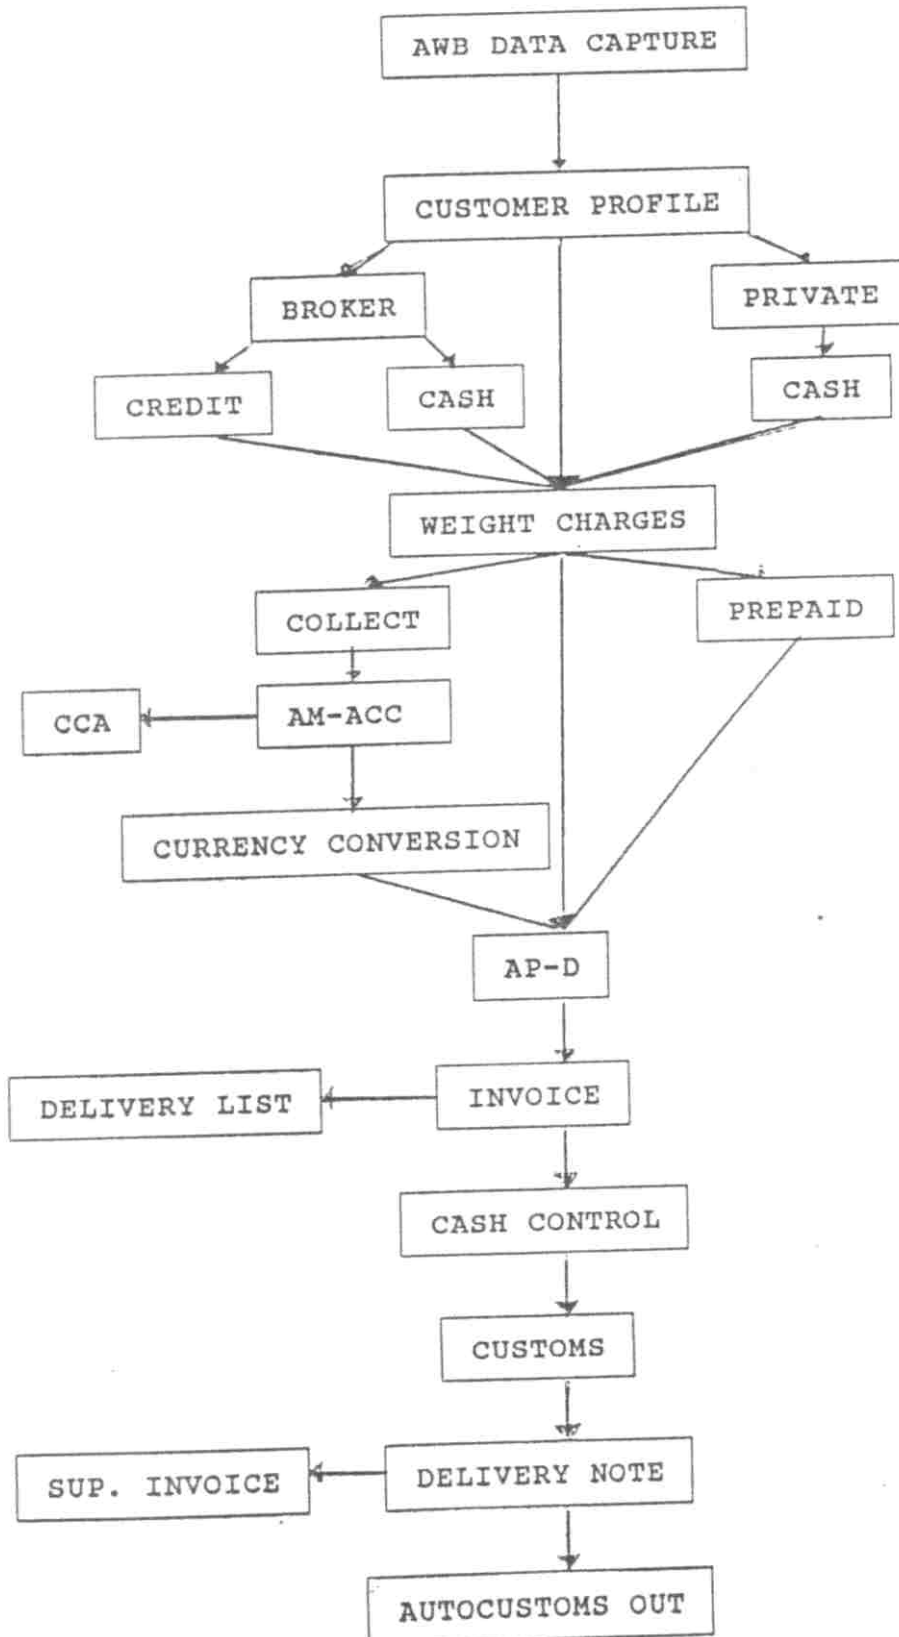 AWB DATA CAPTURE
CUSTOMER PROFILE
BROKER
PRIVATE
CREDIT
CASH
CASH
WEIGHT CHARGES
COLLECT
PREPAID
CCA
AM-ACC
CURRENCY CONVERSION
AP-D
DELIVERY LIST
INVOICE
CASH CONTROL
CUSTOMS
SUP. INVOICE
DELIVERY NOTE
AUTOCUSTOMS OUT